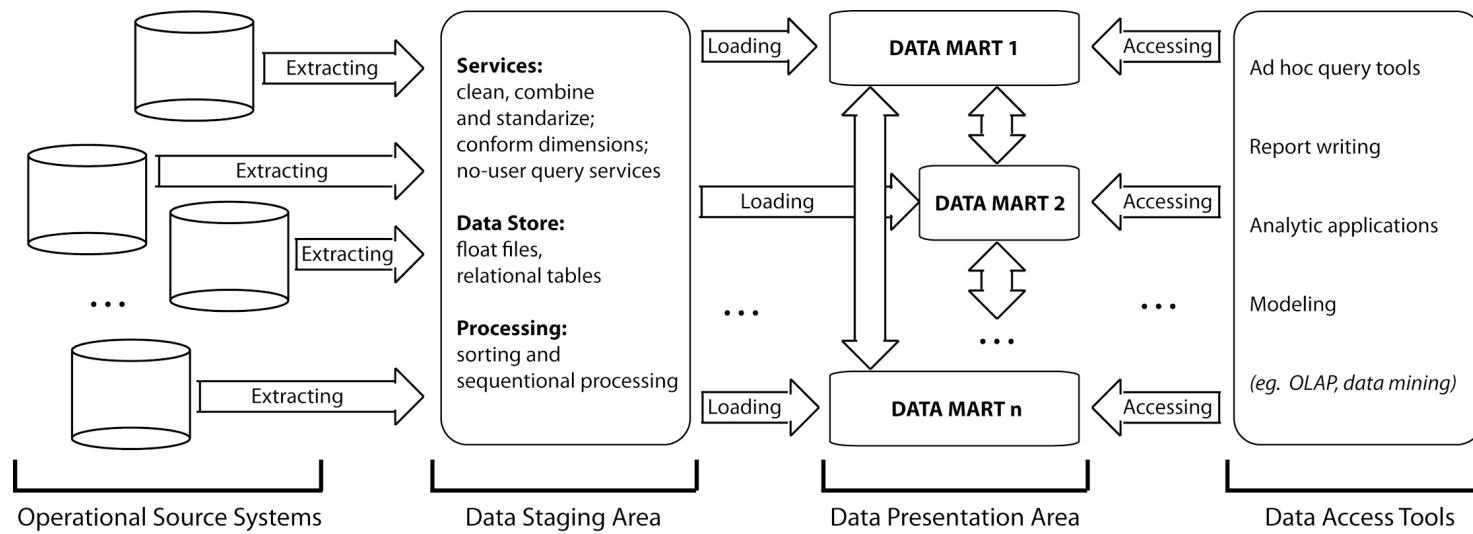 Extracting
Extracting
Extracting
...
Extracting
Operational Source Systems
Services:
clean, combine
and standarize;
conform dimensions;
no-user query services
Data Store:
float files,
relational tables
Processing:
sorting and
sequentional processing
Data Staging Area
Loading
Loading
...
Loading
DATA MART 1
DATA MART 2
...
DATA MART n
Data Presentation Area
Accessing
Accessing
...
Accessing
Ad hoc query tools
Report writing
Analytic applications
Modeling
(eg. OLAP, data mining)
Data Access Tools